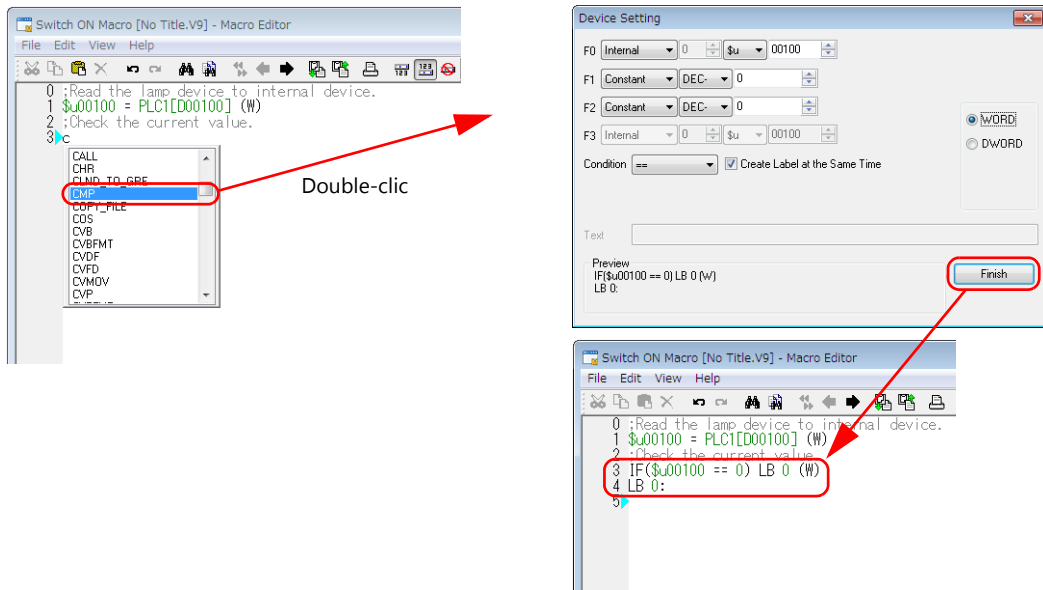 Switch ON Macro [No Title.V9] - Macro Editor
File Edit View Help
0 ;Read the lamp device to internal device.
1 $u00100 = PLC1[D00100] (W)
2 ;Check the current value.
3 c
CALL
CHR
CLND_TO_GRE
CMP
COPY_FILE
COS
CVB
CVBFMT
CVDF
CVFD
CVMOV
CVP
Double-clic
Device Setting
F0 Internal 0 $u 00100
F1 Constant DEC- 0
F2 Constant DEC- 0
F3 Internal 0 $u 00100
WORD
DWORD
Condition == Create Label at the Same Time
Text
Preview
IF($u00100 == 0) LB 0 (W)
LB 0:
Finish
Switch ON Macro [No Title.V9] - Macro Editor
File Edit View Help
0 ;Read the lamp device to internal device.
1 $u00100 = PLC1[D00100] (W)
2 ;Check the current value.
3 IF($u00100 == 0) LB 0 (W)
4 LB 0:
5